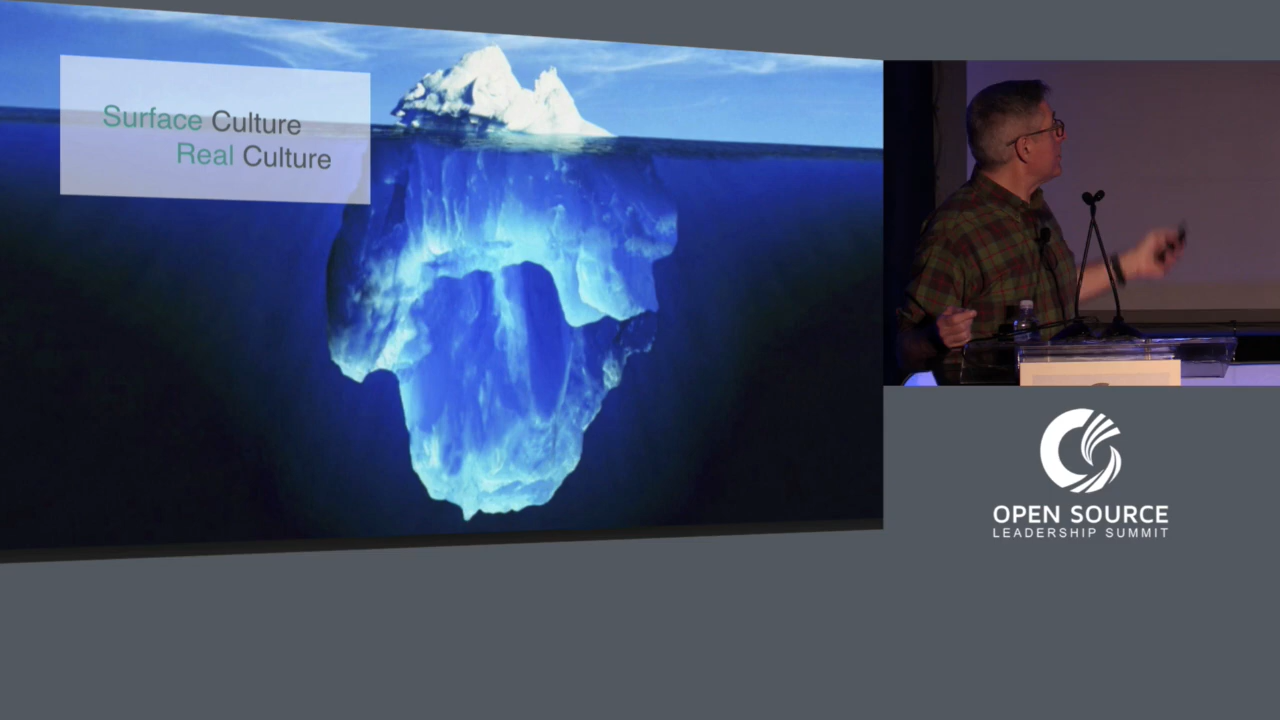 Surface Culture
Real Culture
OPEN SOURCE
LEADERSHIP SUMMIT